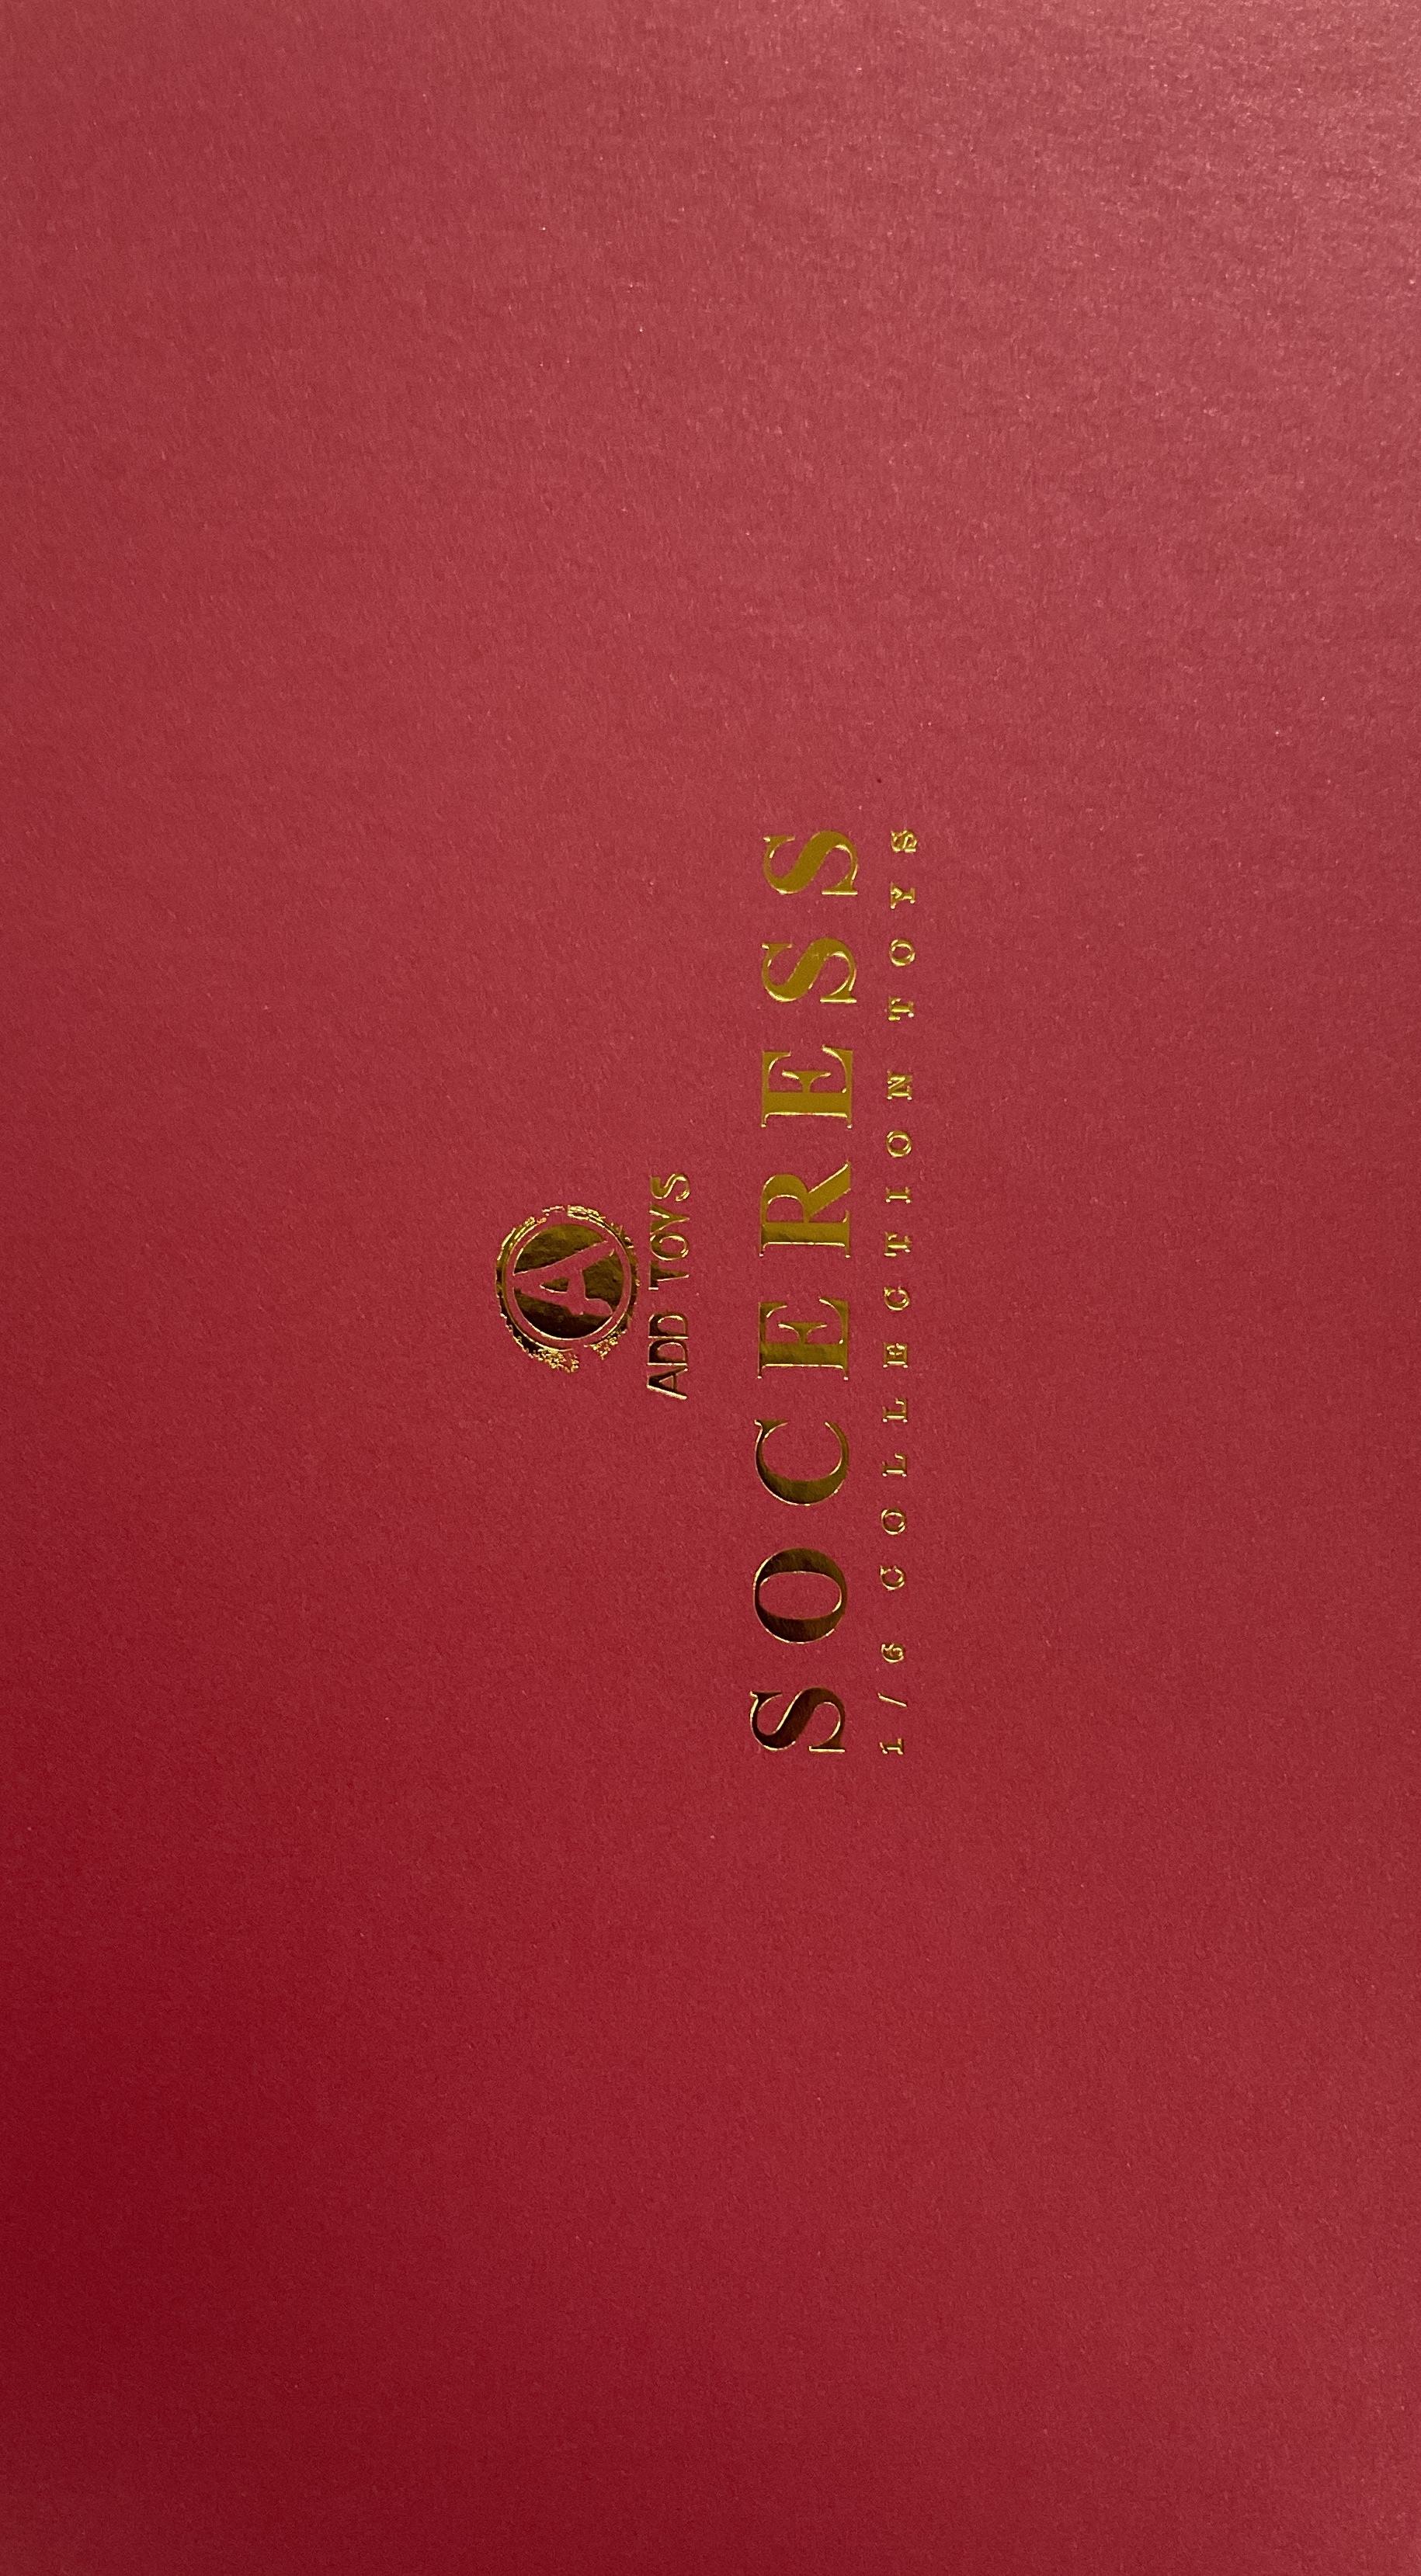 A
ADD TOYS
SOCERESS
1/6 COLLECTION TOYS